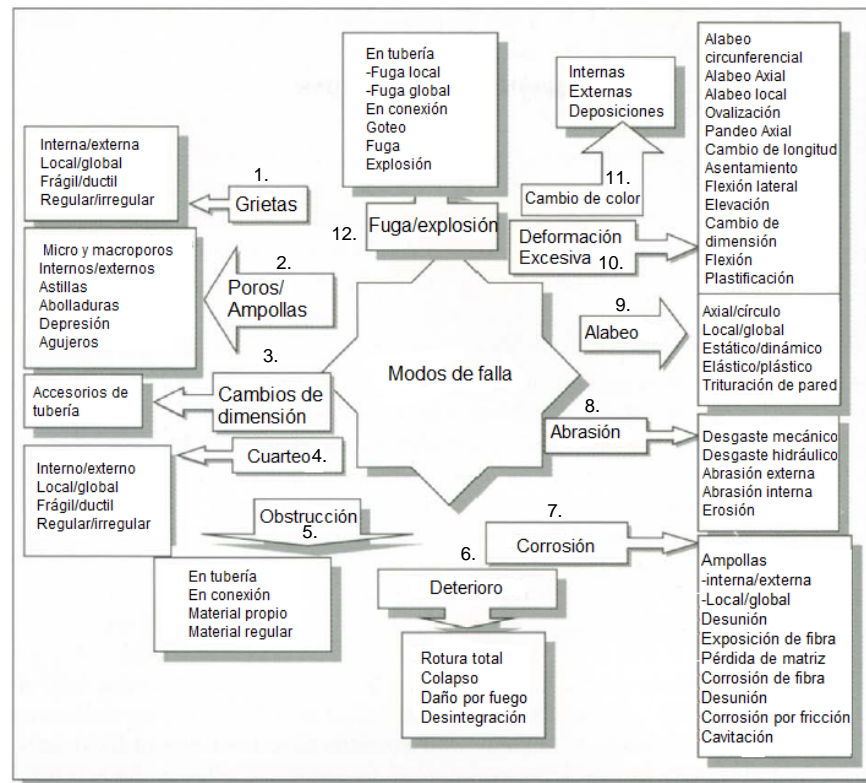 En tubería
-Fuga local
-Fuga global
En conexión
Goteo
Fuga
Explosión
12.
Fuga/explosión
Internas
Externas
Deposiciones
11.
Cambio de color
Alabeo
circunferencial
Alabeo Axial
Alabeo local
Ovalización
Pandeo Axial
Cambio de longitud
Asentamiento
Flexión lateral
Elevación
Cambio de
dimensión
Flexión
Plastificación
Deformación
Excesiva
10.
Interna/externa
Local/global
Frágil/ductil
Regular/irregular
1.
Grietas
Micro y macroporos
Internos/externos
Astillas
Abolladuras
Depresión
Agujeros
2.
Poros/
Ampollas
9.
Alabeo
Axial/círculo
Local/global
Estático/dinámico
Elástico/plástico
Trituración de pared
Modos de falla
3.
Cambios de
dimensión
Accesorios de
tubería
8.
Abrasión
Desgaste mecánico
Desgaste hidráulico
Abrasión externa
Abrasión interna
Erosión
Cuarteo4.
Interno/externo
Local/global
Frágil/ductil
Regular/irregular
Obstrucción
5.
En tubería
En conexión
Material propio
Material regular
7.
Corrosión
Ampollas
-interna/externa
-Local/global
Desunión
Exposición de fibra
Pérdida de matriz
Corrosión de fibra
Desunión
Corrosión por fricción
Cavitación
6.
Deterioro
Rotura total
Colapso
Daño por fuego
Desintegración